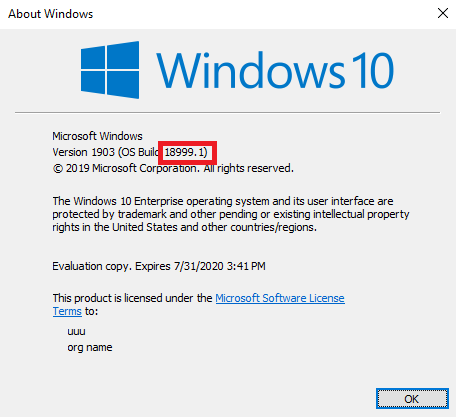 About Windows
Windows 10
Microsoft Windows
Version 1903 (OS Build 18999.1)
© 2019 Microsoft Corporation. All rights reserved.
The Windows 10 Enterprise operating system and its user interface are
protected by trademark and other pending or existing intellectual property
rights in the United States and other countries/regions.
Evaluation copy. Expires 7/31/2020 3:41 PM
This product is licensed under the Microsoft Software License
Terms to:
uuu
org name
OK